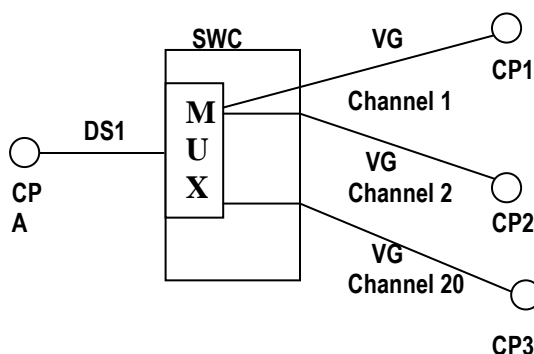 SWC
VG
CP1
Channel 1
DS1
M
U
X
VG
Channel 2
CP
A
CP2
VG
Channel 20
CP3